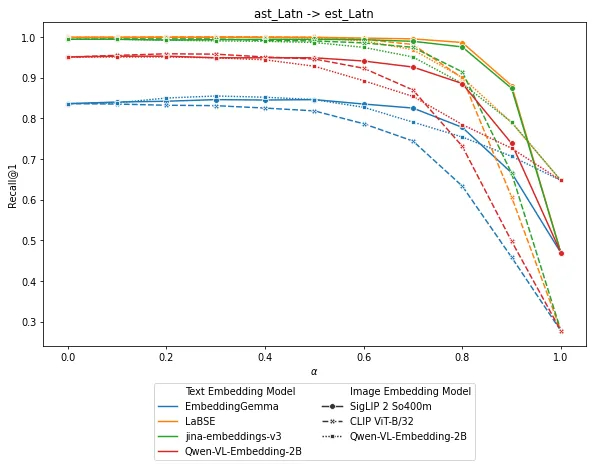 ast_Latn -> est_Latn
Recall@1
1.0
0.9
0.8
0.7
0.6
0.5
0.4
0.3
0.0 0.2 0.4 0.6 0.8 1.0
α
Text Embedding Model Image Embedding Model
EmbeddingGemma SigLIP 2 So400m
LaBSE CLIP ViT-B/32
jina-embeddings-v3 Qwen-VL-Embedding-2B
Qwen-VL-Embedding-2B